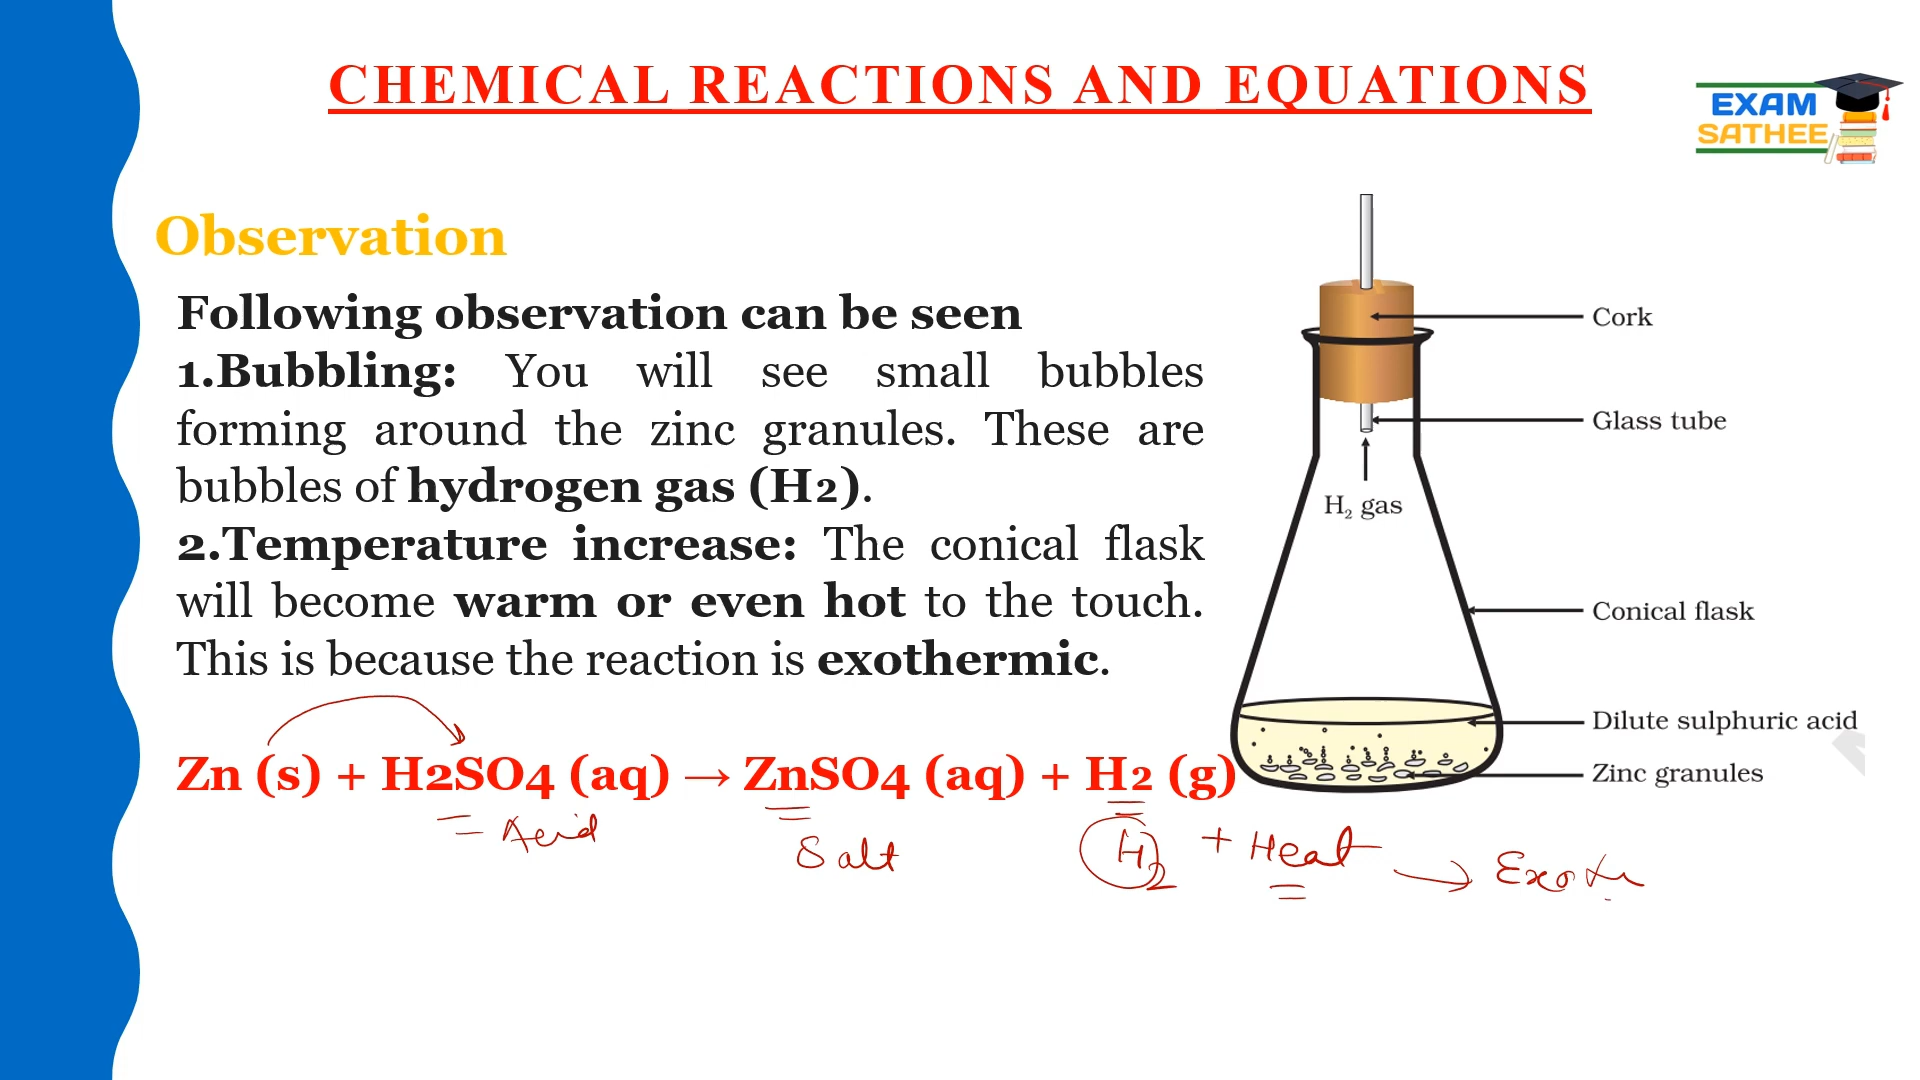 CHEMICAL REACTIONS AND EQUATIONS
EXAM
SATHEE
Observation
Following observation can be seen
1.Bubbling: You will see small bubbles
forming around the zinc granules. These are
bubbles of hydrogen gas (H2).
2.Temperature increase: The conical flask
will become warm or even hot to the touch.
This is because the reaction is exothermic.
Zn (s) + H2SO4 (aq) → ZnSO4 (aq) + H2 (g)
Acid
Salt
H2 + Heat →
Cork
Glass tube
H2 gas
Conical flask
Dilute sulphuric acid
Zinc granules